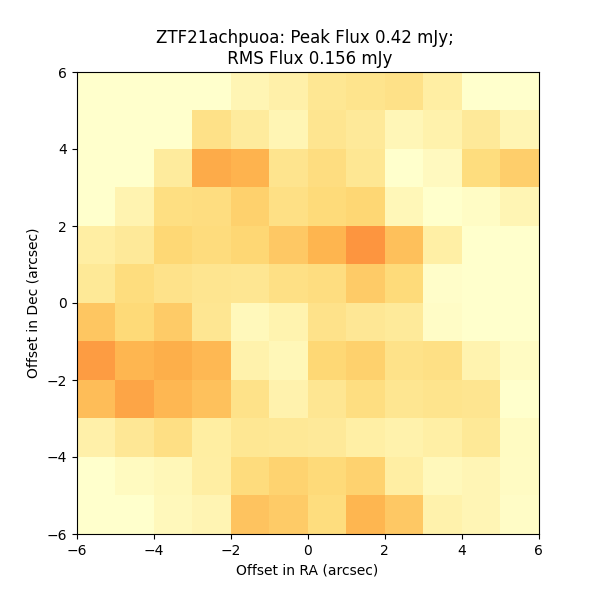 ZTF21achpuoa: Peak Flux 0.42 mJy;
RMS Flux 0.156 mJy
6
4
2
0
−2
−4
−6
Offset in Dec (arcsec)
−6 −4 −2 0 2 4 6
Offset in RA (arcsec)